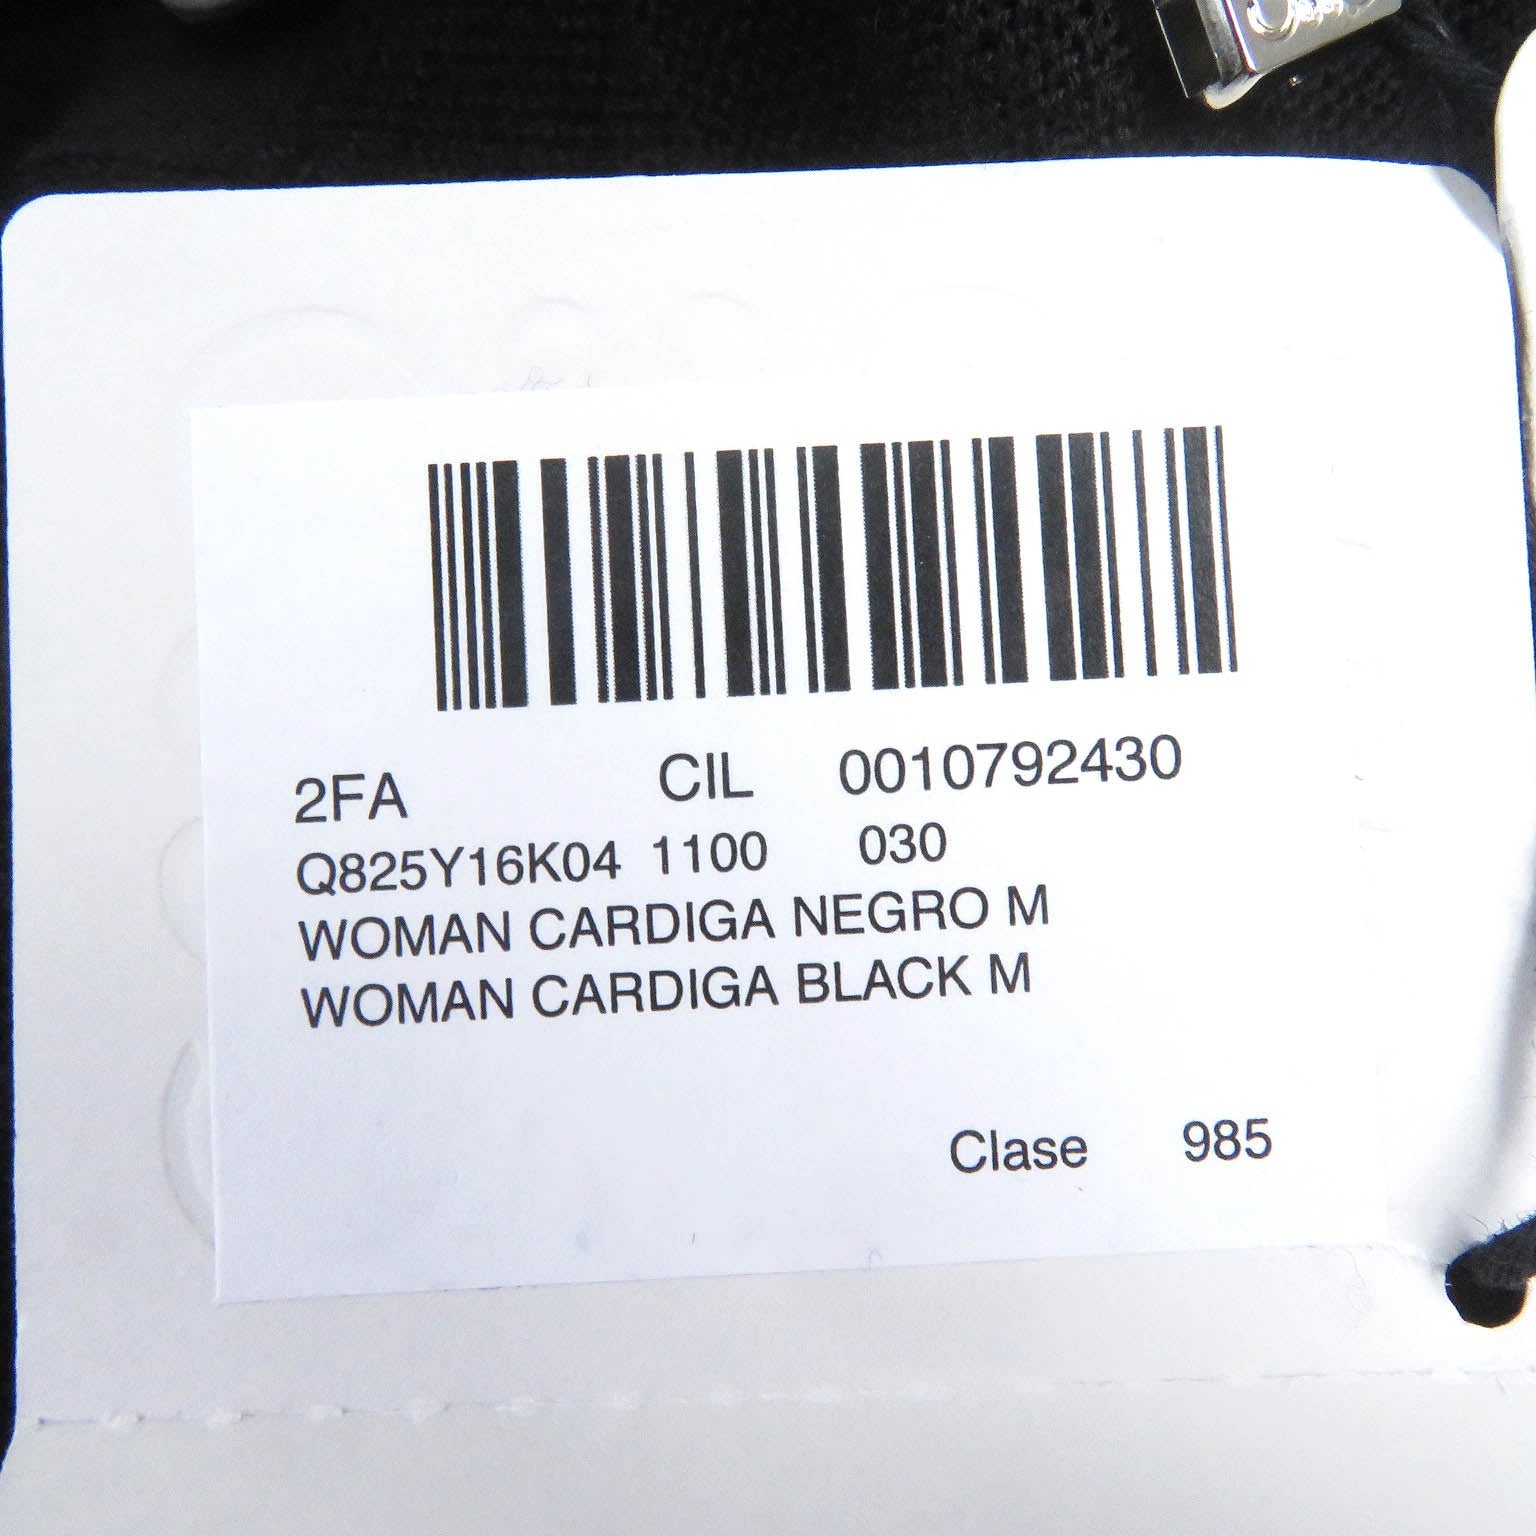 2FA CIL 0010792430
Q825Y16K04 1100 030
WOMAN CARDIGA NEGRO M
WOMAN CARDIGA BLACK M
Clase 985